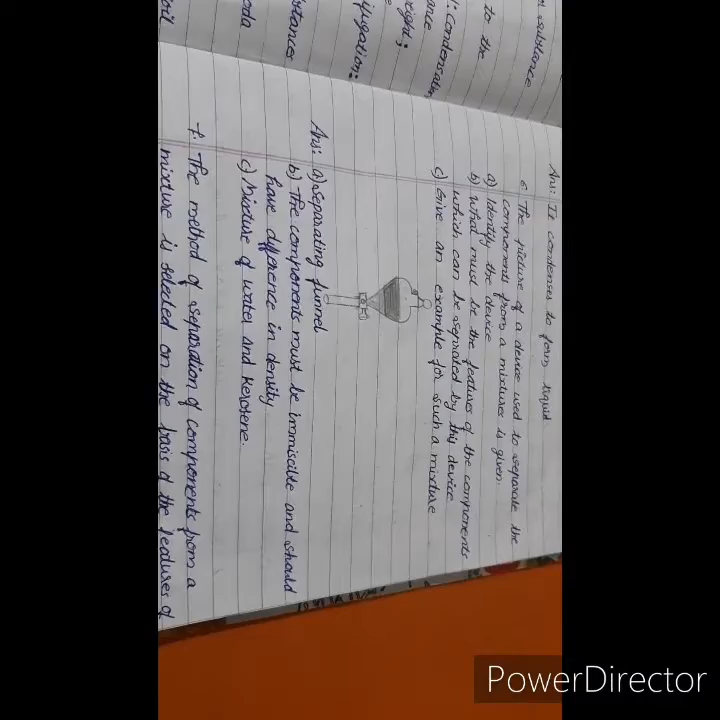 of substance
to the
: Condensation
ance
eight;
e
ifugation:
stances
oda
Ans: It condenses to form liquid
6. The picture of a device used to separate the
components from a mixture is given.
a) Identify the device
b) What must be the features of the components
which can be separated by this device
c) Give an example for such a mixture
Ans: a) Separating funnel
b) The components must be immiscible and should
have difference in density
c) Mixture of water and kerosene.
7. The method of separation of components from a
mixture is selected on the basis of the features of
PowerDirector